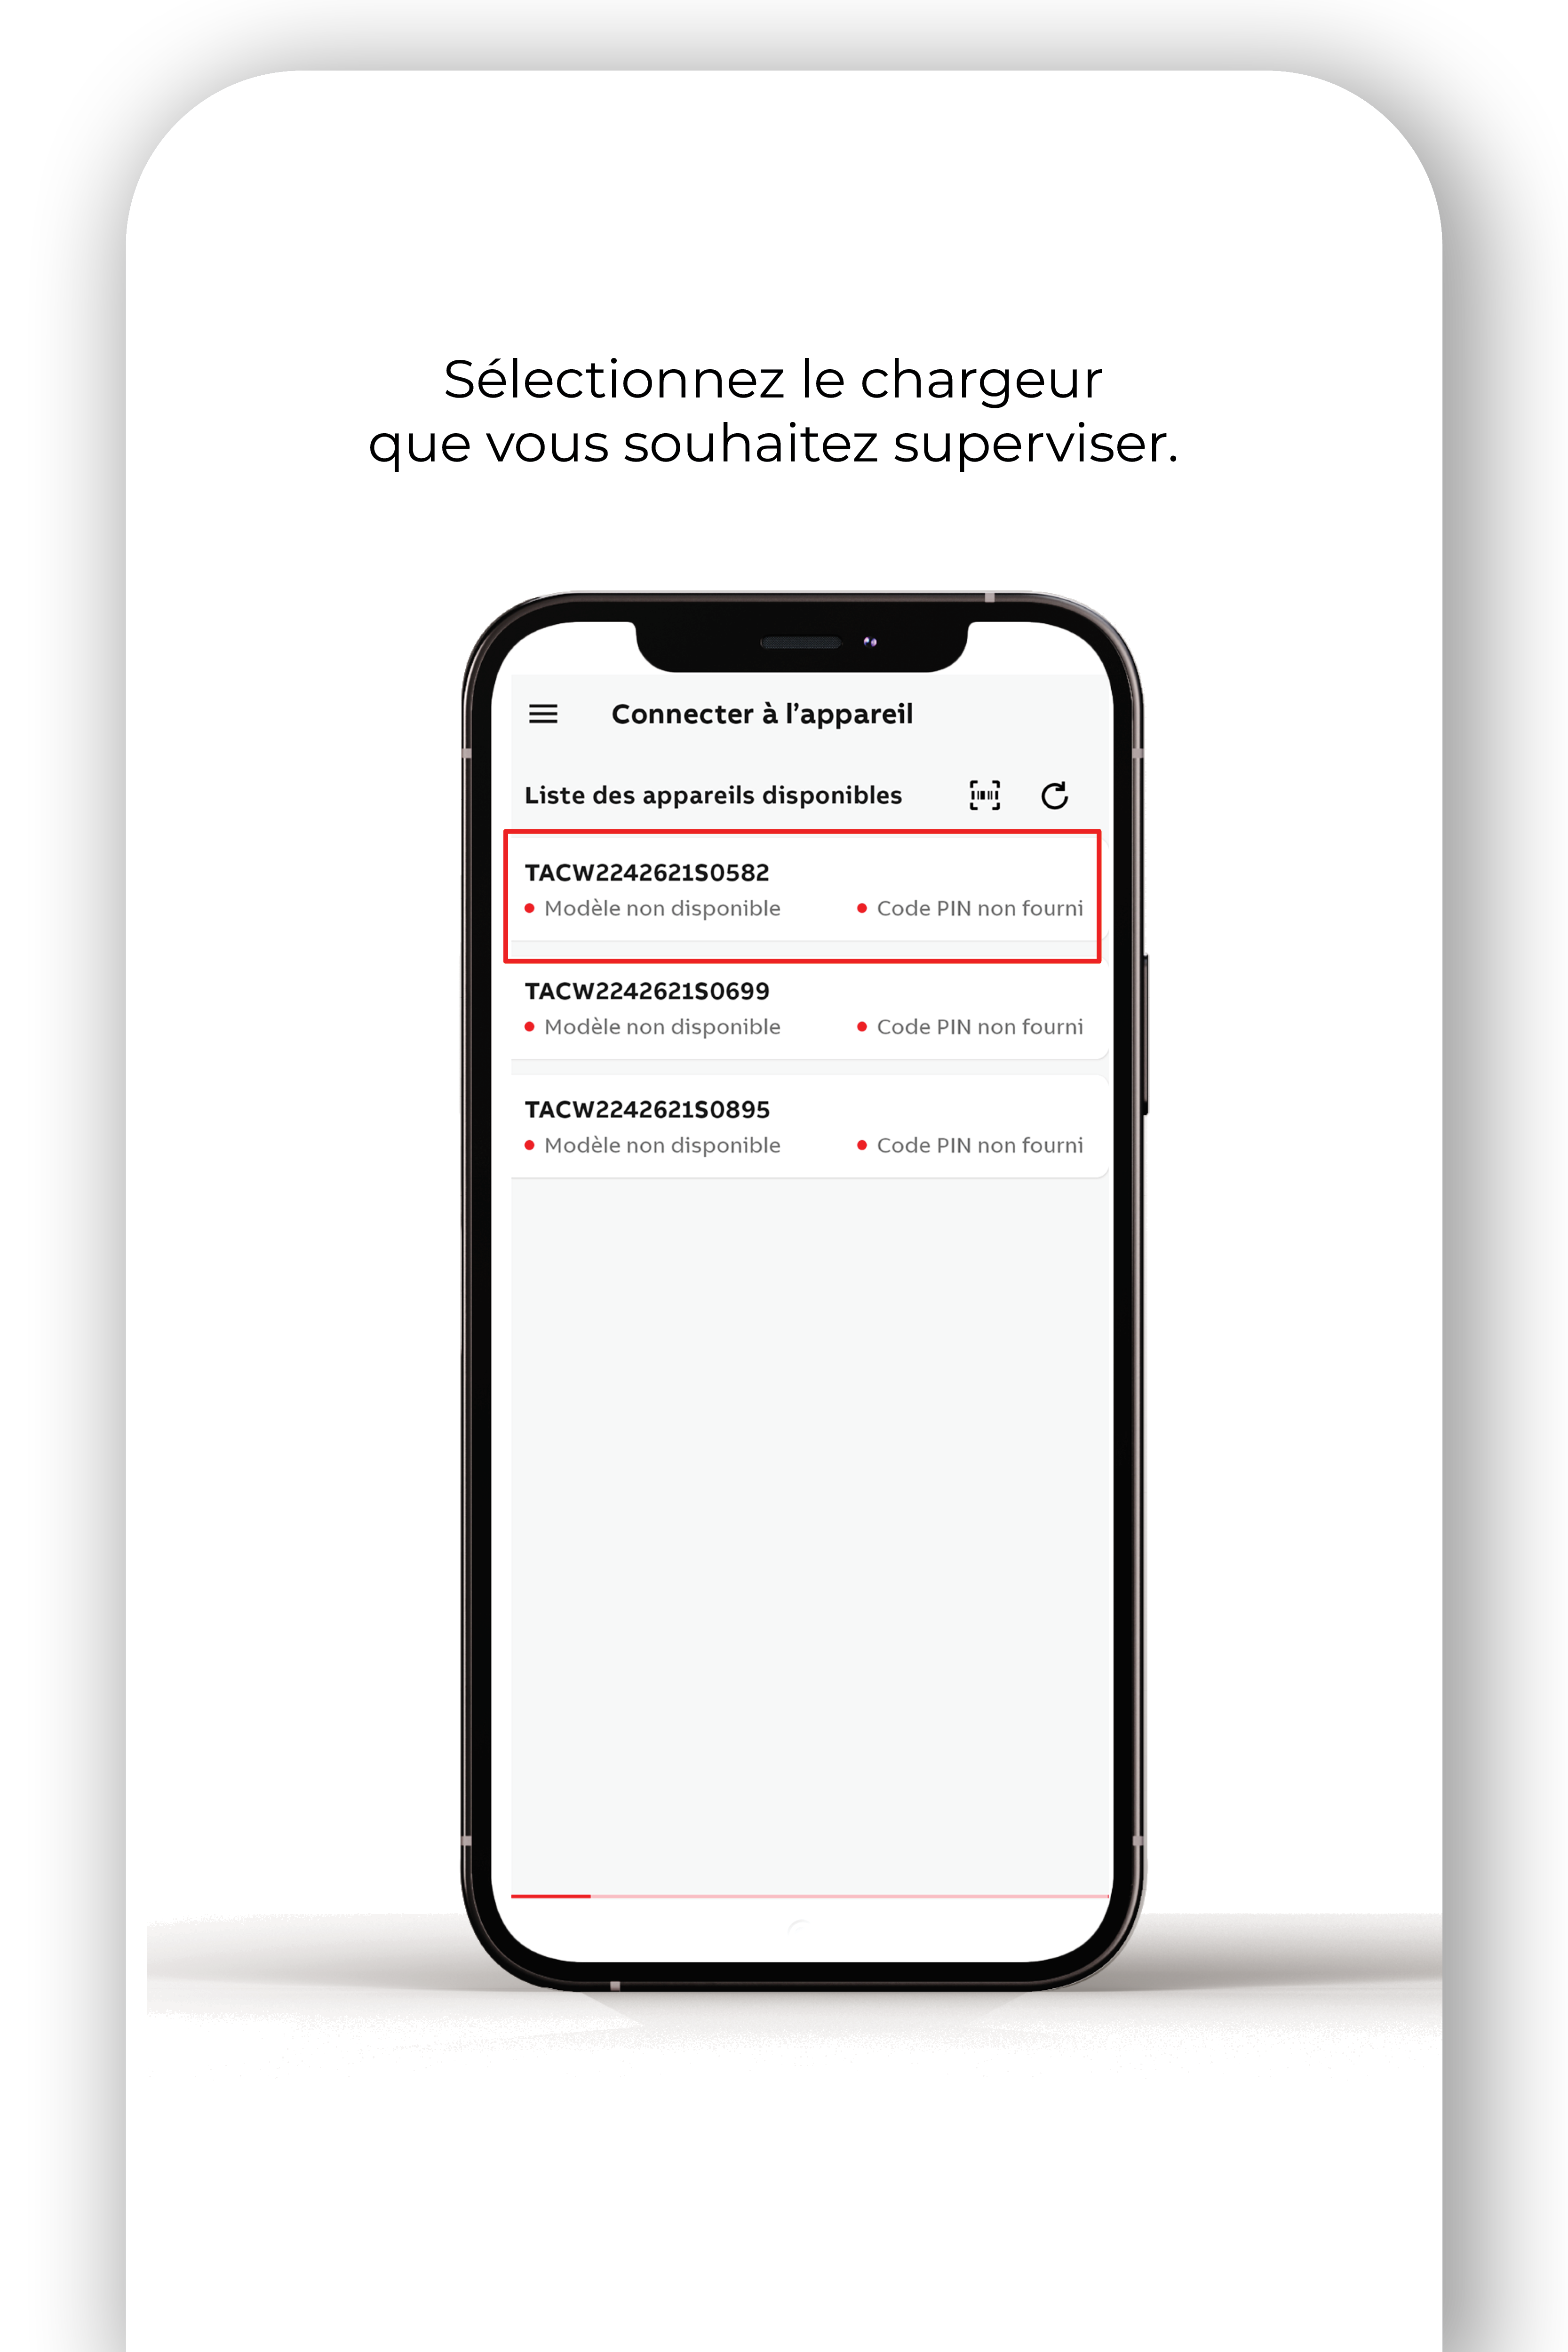 Sélectionnez le chargeur
que vous souhaitez superviser.
Connecter à l’appareil
Liste des appareils disponibles
TACW2242621S0582
Modèle non disponible Code PIN non fourni
TACW2242621S0699
Modèle non disponible Code PIN non fourni
TACW2242621S0895
Modèle non disponible Code PIN non fourni